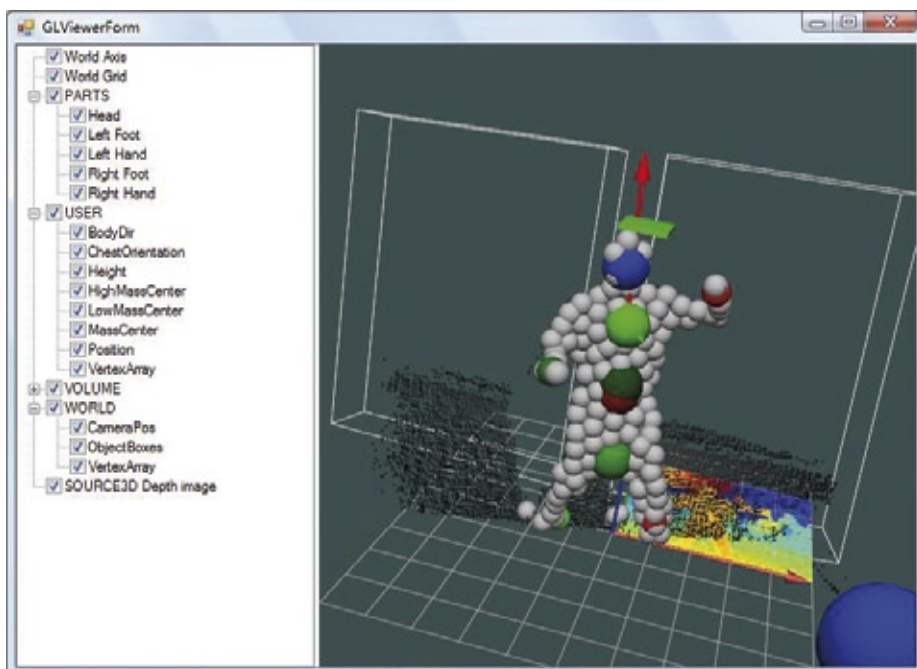 GLViewerForm
World Axis
World Grid
PARTS
Head
Left Foot
Left Hand
Right Foot
Right Hand
USER
BodyDir
ChestOrientation
Height
HighMassCenter
LowMassCenter
MassCenter
Position
VertexArray
VOLUME
WORLD
CameraPos
ObjectBoxes
VertexArray
SOURCE3D Depth image